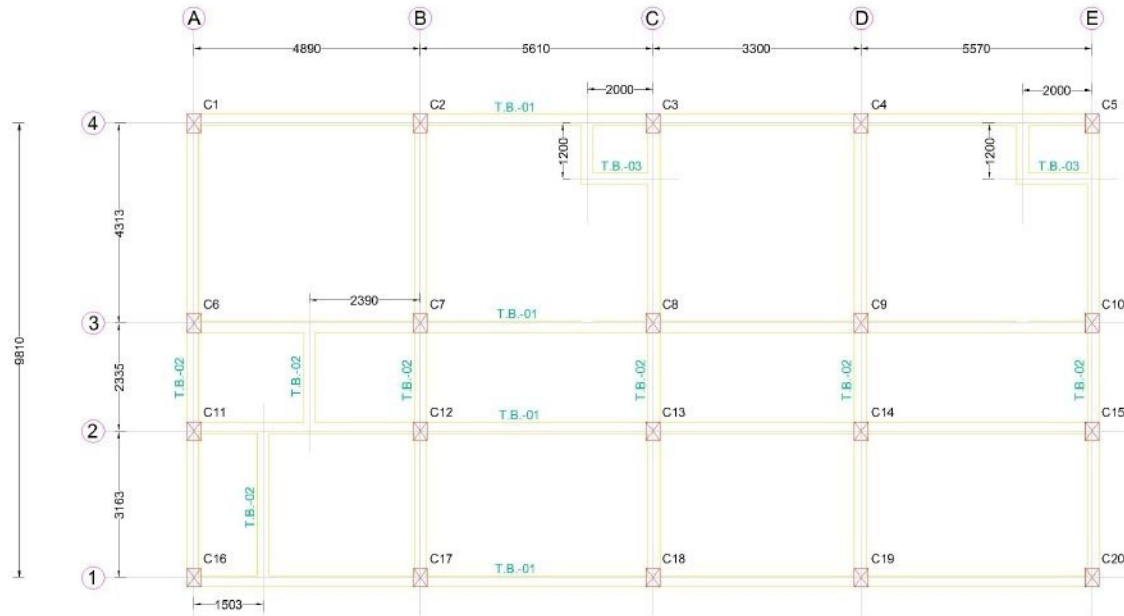 A B C D E
4890 5610 3300 5570
2000 2000
C1 C2 T.B.-01 C3 C4 C5
4
1200 T.B.-03 1200 T.B.-03
4313
C6 2390 C7 T.B.-01 C8 C9 C10
3
9810 2335 T.B.-02 T.B.-02 T.B.-02 T.B.-02 T.B.-02 T.B.-02
C11 C12 T.B.-01 C13 C14 C15
2
3163 T.B.-02
C16 C17 T.B.-01 C18 C19 C20
1
1503